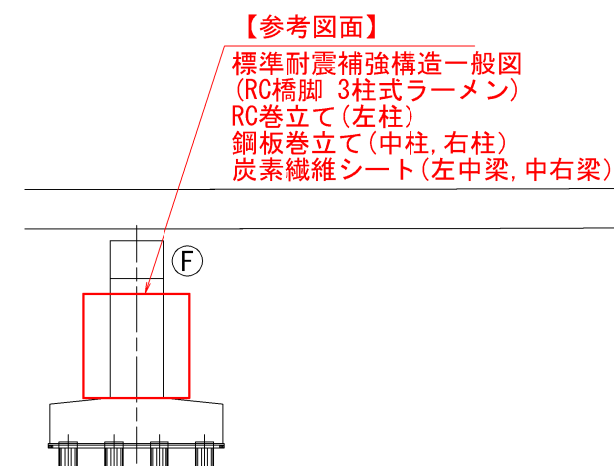 【参考図面】
標準耐震補強構造一般図
(RC橋脚 3柱式ラーメン)
RC巻立て(左柱)
鋼板巻立て(中柱,右柱)
炭素繊維シート(左中梁,中右梁)
F